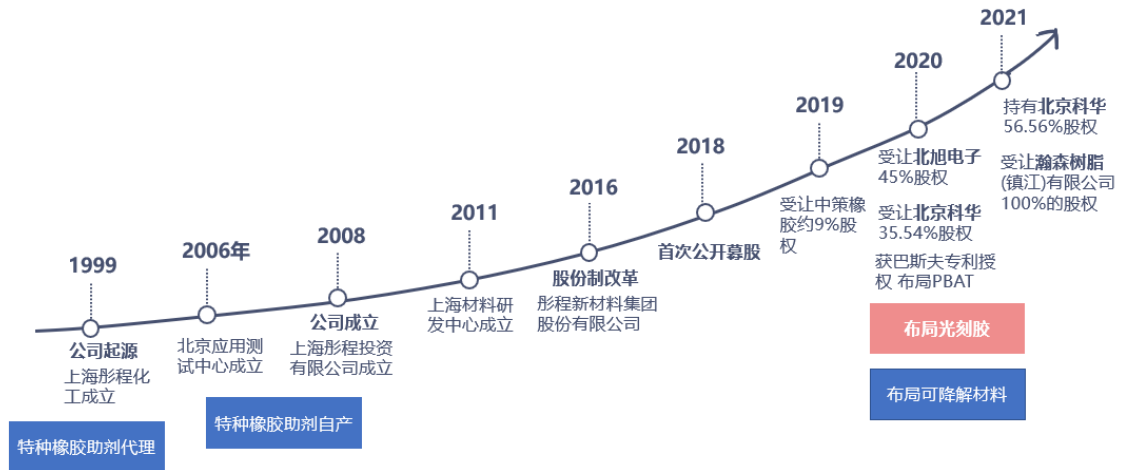 1999
公司起源
上海彤程化
工成立
特种橡胶助剂代理
2006年
北京应用测
试中心成立
特种橡胶助剂自产
2008
公司成立
上海彤程投资
有限公司成立
2011
上海材料研
发中心成立
2016
股份制改革
彤程新材料集团
股份有限公司
2018
首次公开募股
2019
受让中策橡
胶约9%股
权
2020
受让北旭电子
45%股权
受让北京科华
35.54%股权
获巴斯夫专利授
权 布局PBAT
布局光刻胶
布局可降解材料
2021
持有北京科华
56.56%股权
受让瀚森树脂
(镇江)有限公司
100%的股权